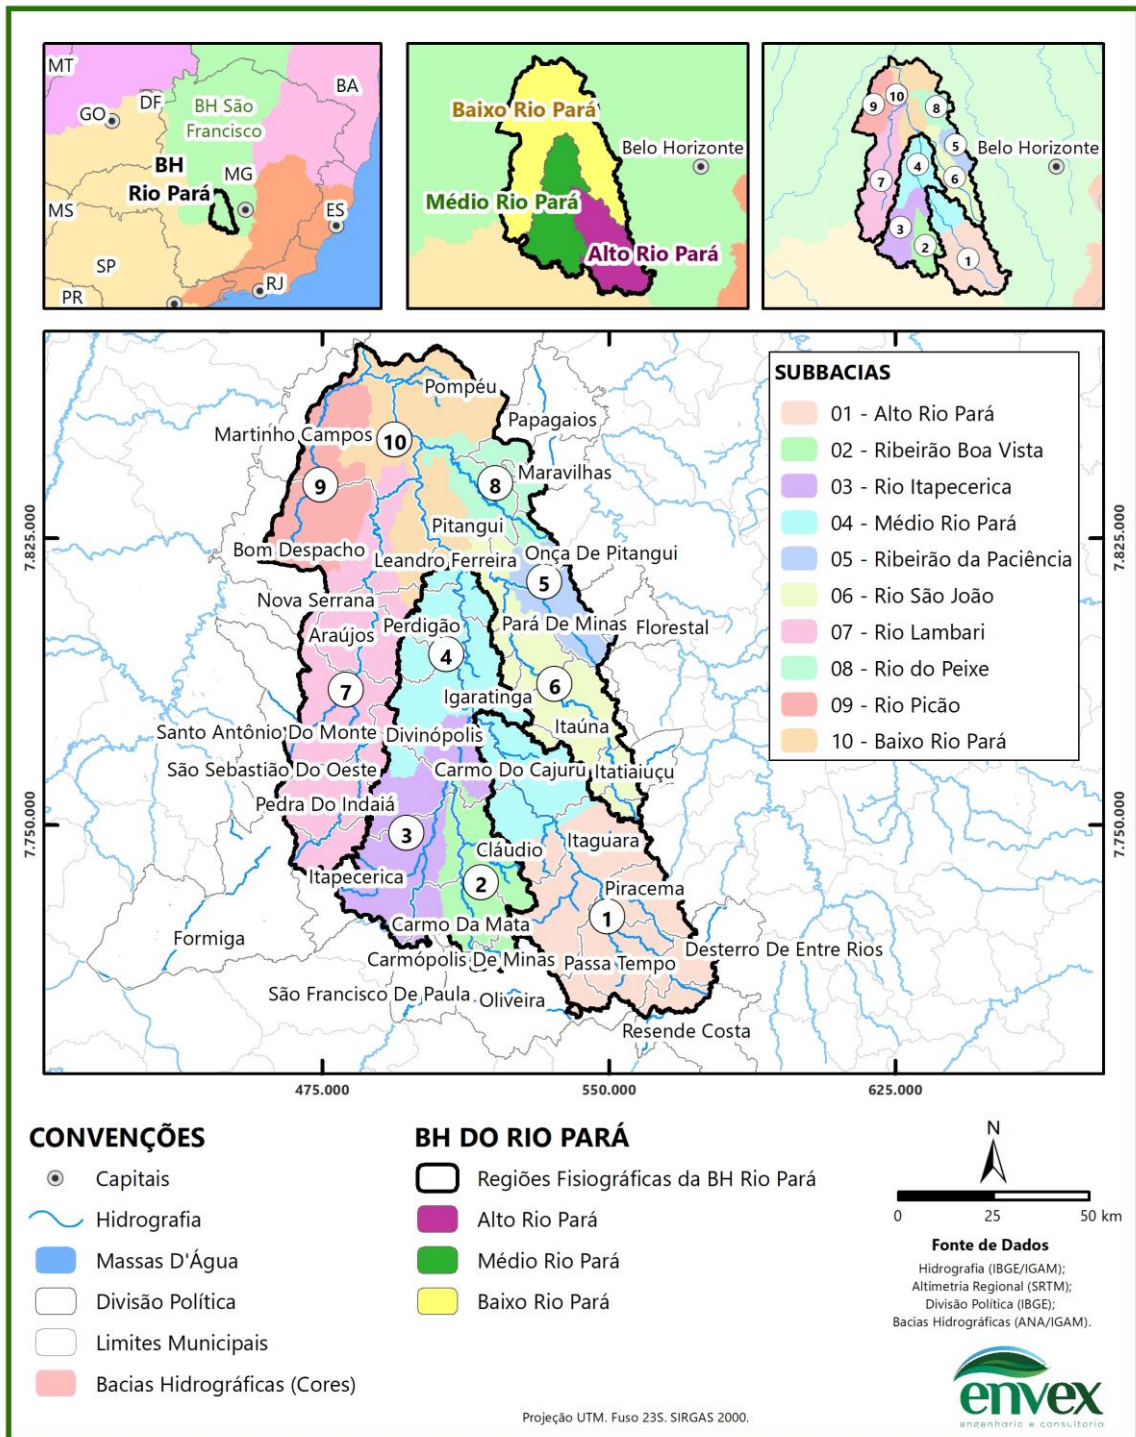 MT
DF
BA
GO
BH São
Francisco
BH
Rio Pará
MG
MS
ES
SP
RJ
PR
Baixo Rio Pará
Belo Horizonte
Médio Rio Pará
Alto Rio Pará
10
9
8
5
Belo Horizonte
4
6
7
3
2
1
SUBBACIAS
01 - Alto Rio Pará
02 - Ribeirão Boa Vista
03 - Rio Itapecerica
04 - Médio Rio Pará
05 - Ribeirão da Paciência
06 - Rio São João
07 - Rio Lambari
08 - Rio do Peixe
09 - Rio Picão
10 - Baixo Rio Pará
Pompéu
Papagaios
Martinho Campos
10
Maravilhas
9
8
Pitangui
Bom Despacho
Onça De Pitangui
Leandro Ferreira
5
Nova Serrana
Araújos
Perdigão
Pará De Minas
Florestal
4
7
6
Igaratinga
Itaúna
Santo Antônio Do Monte
Divinópolis
São Sebastião Do Oeste
Carmo Do Cajuru
Itatiaiuçu
Pedra Do Indaiá
3
Cláudio
Itaguara
Itapecerica
2
Piracema
1
Carmo Da Mata
Formiga
Desterro De Entre Rios
Carmópolis De Minas
Passa Tempo
São Francisco De Paula
Oliveira
Resende Costa
7.825.000
7.825.000
7.750.000
7.750.000
475.000
550.000
625.000
CONVENÇÕES
Capitais
Hidrografia
Massas D'Água
Divisão Política
Limites Municipais
Bacias Hidrográficas (Cores)
BH DO RIO PARÁ
Regiões Fisiográficas da BH Rio Pará
Alto Rio Pará
Médio Rio Pará
Baixo Rio Pará
Projeção UTM. Fuso 23S. SIRGAS 2000.
N
0 25 50 km
Fonte de Dados
Hidrografia (IBGE/IGAM);
Altimetria Regional (SRTM);
Divisão Política (IBGE);
Bacias Hidrográficas (ANA/IGAM).
envex
engenharia e consultoria